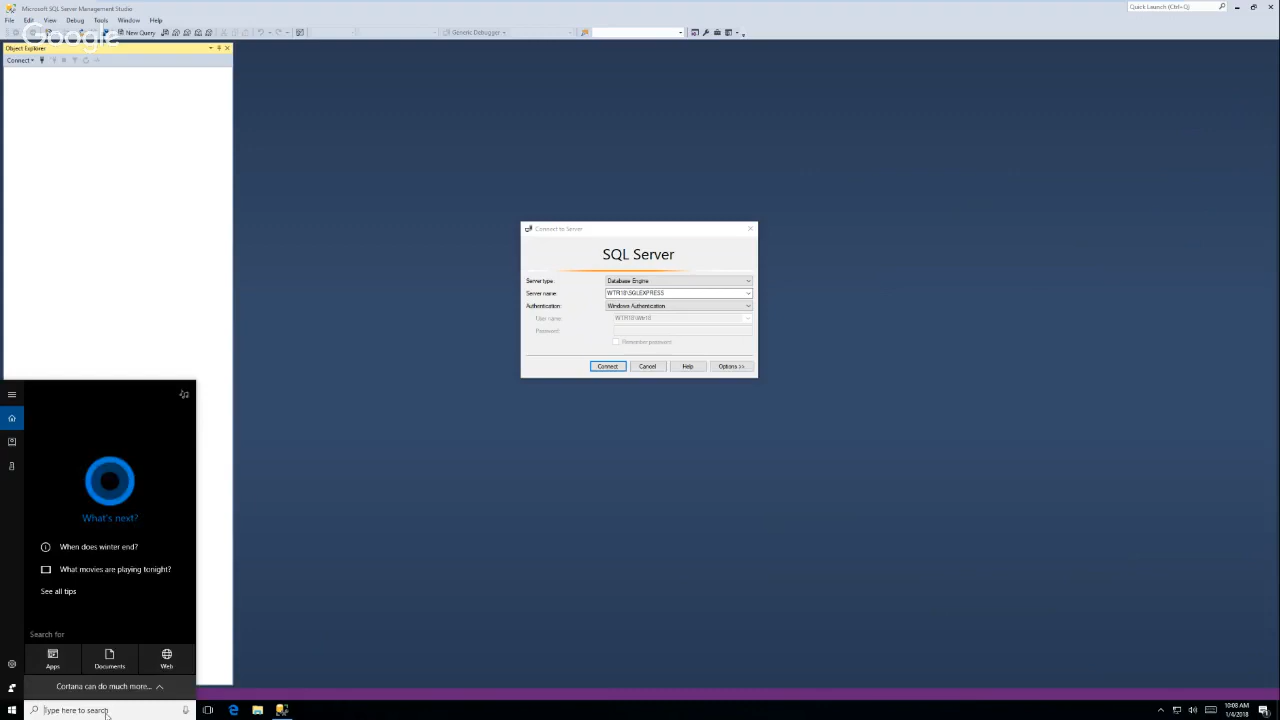 Microsoft SQL Server Management Studio
Quick Launch (Ctrl+Q)
File Edit View Debug Tools Window Help
Google
New Query
Generic Debugger
Object Explorer
Connect
Connect to Server
SQL Server
Server type: Database Engine
Server name: WTR18\SQLEXPRESS
Authentication: Windows Authentication
User name: WTR18\Wtr18
Password:
Remember password
Connect Cancel Help Options >>
What's next?
When does winter end?
What movies are playing tonight?
See all tips
Search for
Apps Documents Web
Cortana can do much more...
Type here to search
10:08 AM
1/4/2018